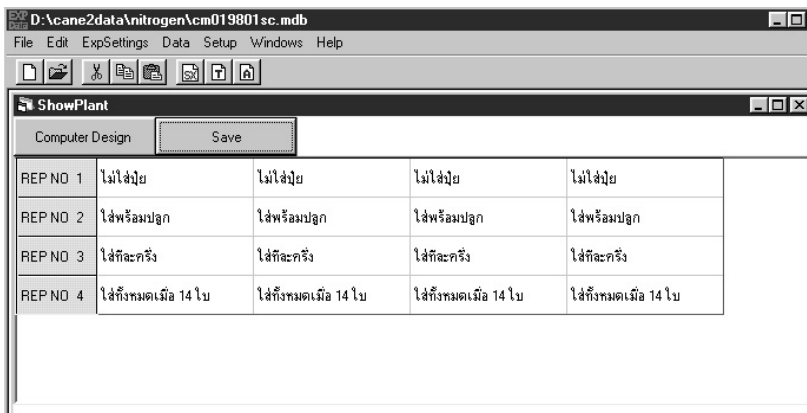 EXP Data D:\cane2data\nitrogen\cm019801sc.mdb
File Edit ExpSettings Data Setup Windows Help
SX T A
ShowPlant
Computer Design Save
REP NO 1 ไม่ใส่ปุ๋ย ไม่ใส่ปุ๋ย ไม่ใส่ปุ๋ย ไม่ใส่ปุ๋ย
REP NO 2 ใส่พร้อมปลูก ใส่พร้อมปลูก ใส่พร้อมปลูก ใส่พร้อมปลูก
REP NO 3 ใส่ทีละครึ่ง ใส่ทีละครึ่ง ใส่ทีละครึ่ง ใส่ทีละครึ่ง
REP NO 4 ใส่ทั้งหมดเมื่อ 14 ใบ ใส่ทั้งหมดเมื่อ 14 ใบ ใส่ทั้งหมดเมื่อ 14 ใบ ใส่ทั้งหมดเมื่อ 14 ใบ